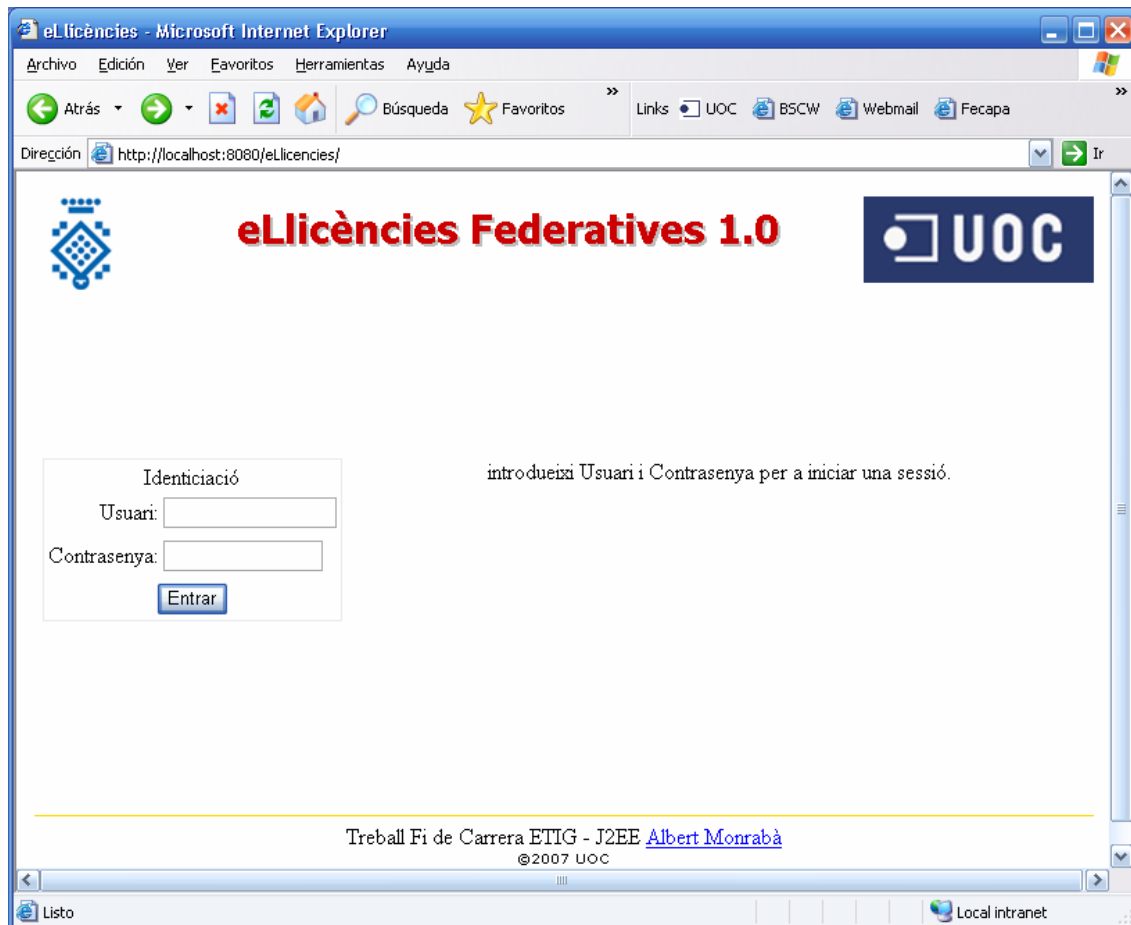 eLlicències - Microsoft Internet Explorer
Archivo Edición Ver Favoritos Herramientas Ayuda
Atrás Búsqueda Favoritos » Links UOC BSCW Webmail Fecapa »
Dirección http://localhost:8080/eLlicencies/ Ir
eLlicències Federatives 1.0
UOC
Identiciació
introdueixi Usuari i Contrasenya per a iniciar una sessió.
Usuari:
Contrasenya:
Entrar
Treball Fi de Carrera ETIG - J2EE Albert Monrabà
©2007 UOC
Listo Local intranet